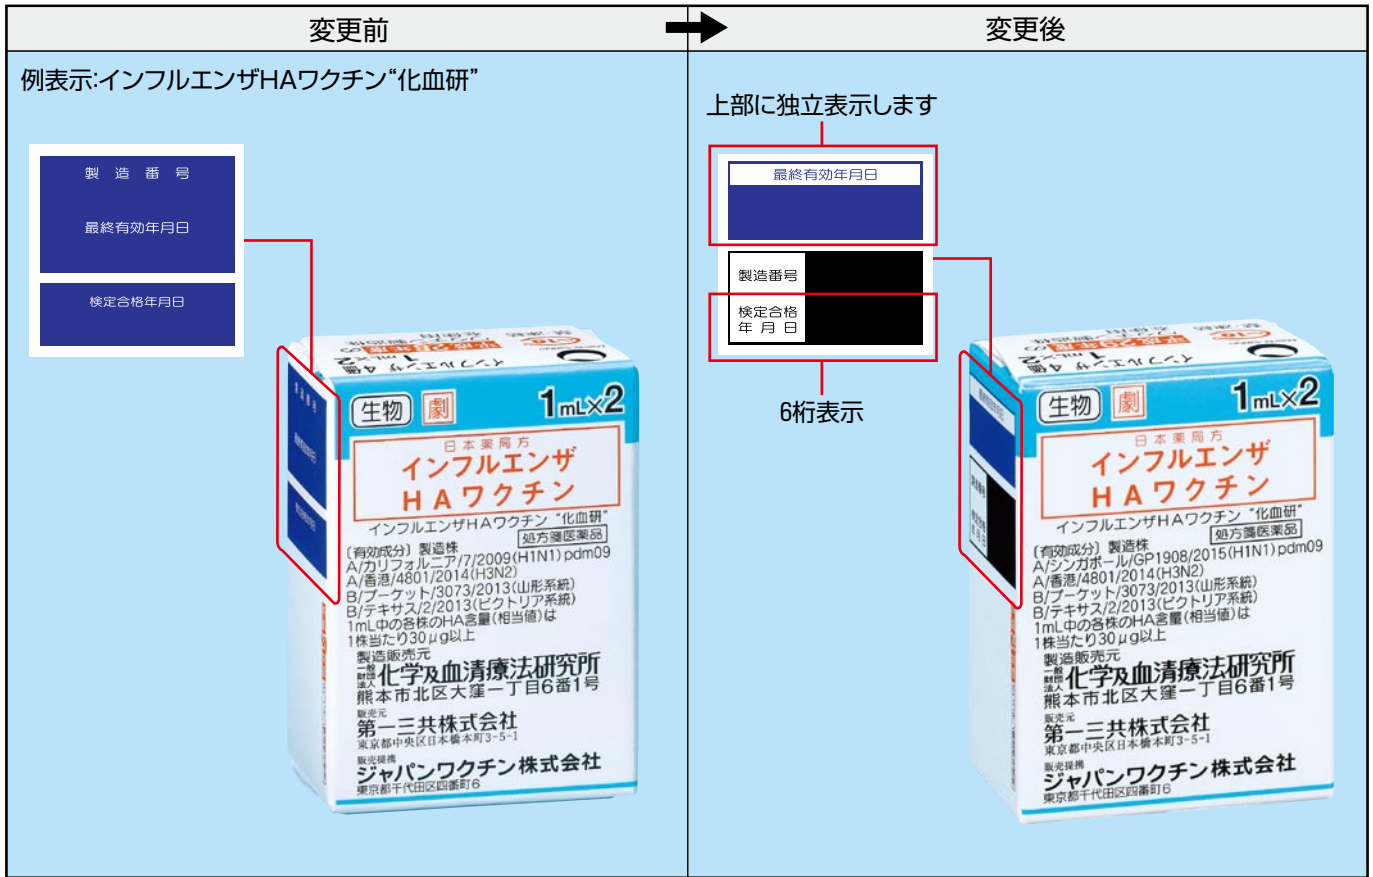 変更前
変更後
例表示:インフルエンザHAワクチン“化血研”
製造番号
最終有効年月日
検定合格年月日
生物 劇 1mL×2
日本薬局方
インフルエンザ
HAワクチン
インフルエンザHAワクチン “化血研”
処方箋医薬品
〔有効成分〕製造株
A/カリフォルニア/7/2009(H1N1)pdm09
A/香港/4801/2014(H3N2)
B/プーケット/3073/2013(山形系統)
B/テキサス/2/2013(ビクトリア系統)
1mL中の各株のHA含量(相当値)は
1株当たり30μg以上
製造販売元
一般財団法人 化学及血清療法研究所
熊本市北区大窪一丁目6番1号
販売元
第一三共株式会社
東京都中央区日本橋本町3-5-1
販売提携
ジャパンワクチン株式会社
東京都千代田区四番町6
上部に独立表示します
最終有効年月日
製造番号
検定合格
年月日
6桁表示
生物 劇 1mL×2
日本薬局方
インフルエンザ
HAワクチン
インフルエンザHAワクチン “化血研”
処方箋医薬品
〔有効成分〕製造株
A/シンガポール/GP1908/2015(H1N1)pdm09
A/香港/4801/2014(H3N2)
B/プーケット/3073/2013(山形系統)
B/テキサス/2/2013(ビクトリア系統)
1mL中の各株のHA含量(相当値)は
1株当たり30μg以上
製造販売元
一般財団法人 化学及血清療法研究所
熊本市北区大窪一丁目6番1号
販売元
第一三共株式会社
東京都中央区日本橋本町3-5-1
販売提携
ジャパンワクチン株式会社
東京都千代田区四番町6